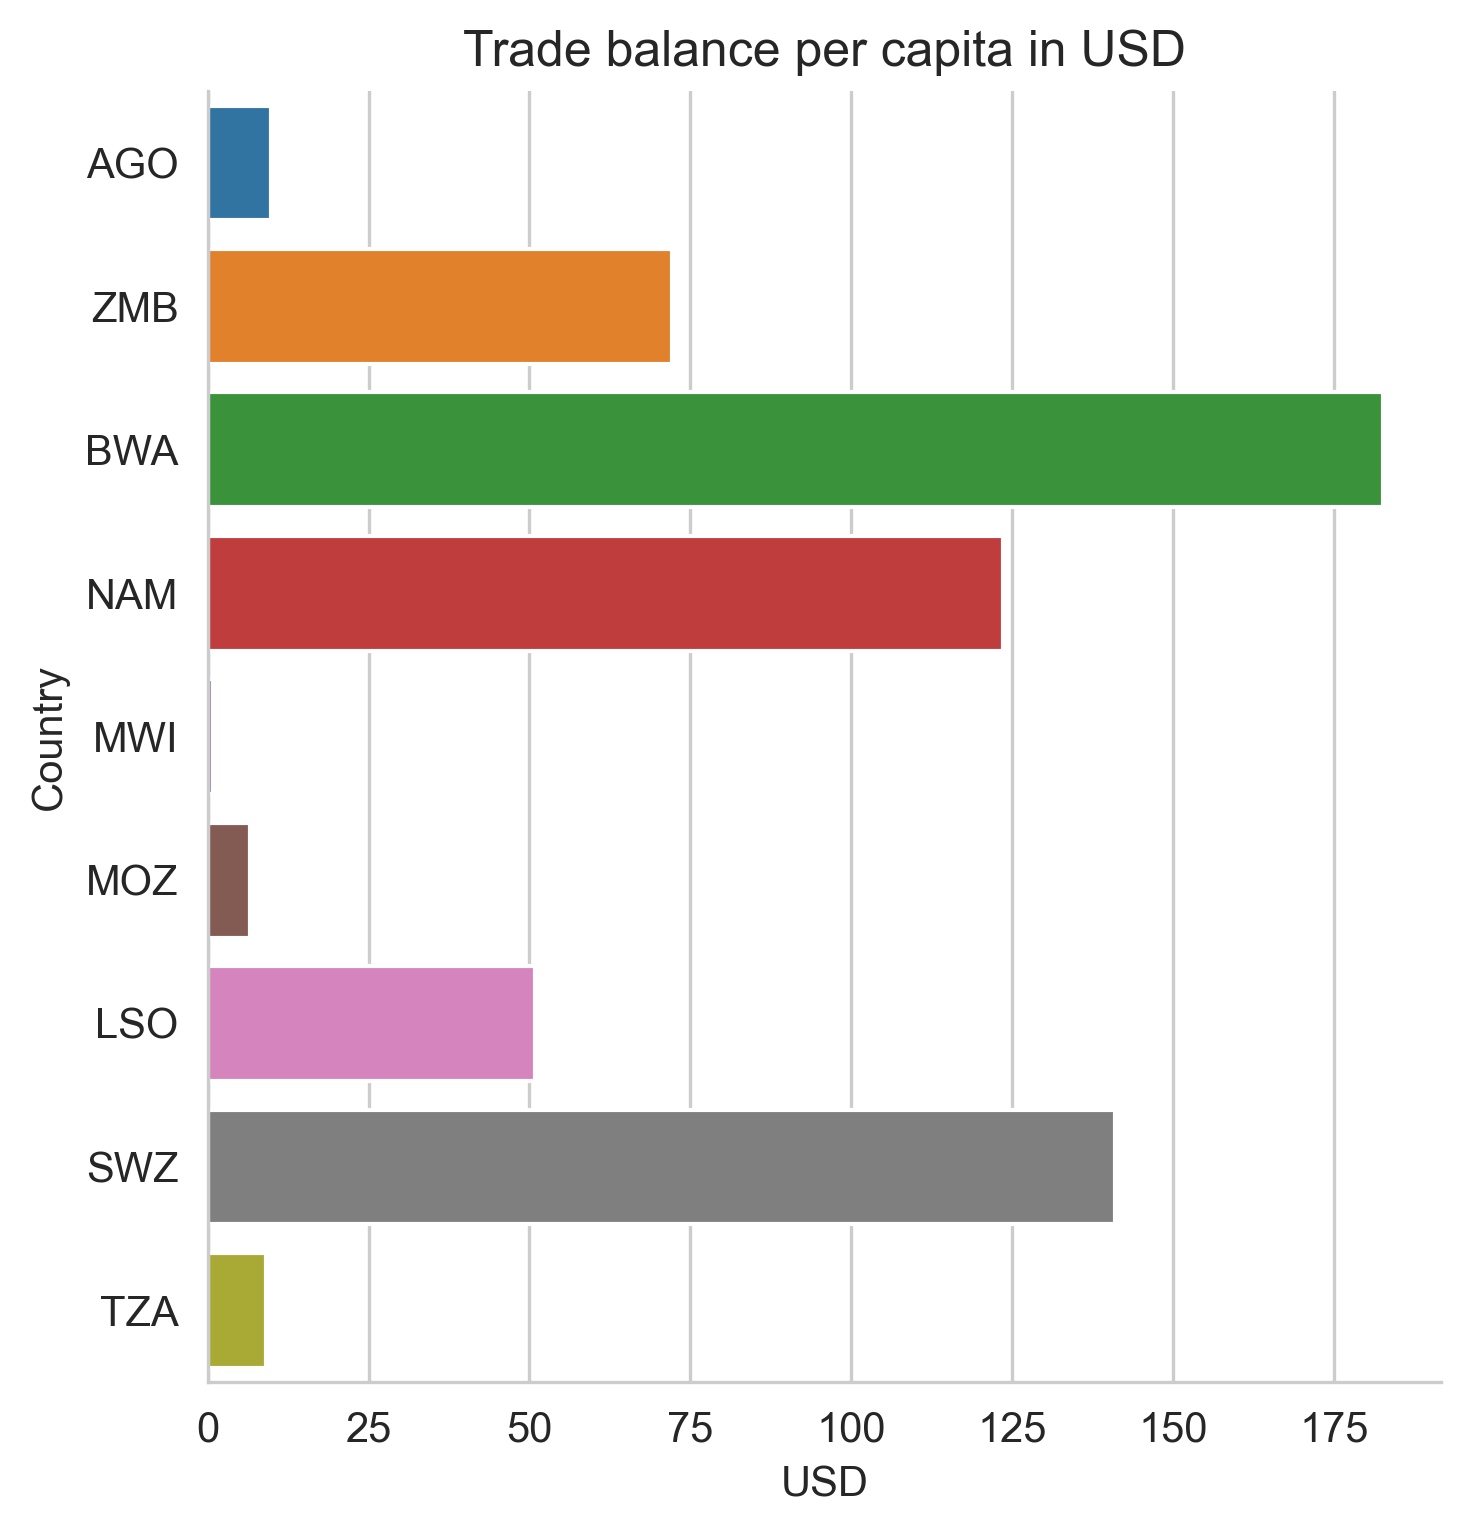 Trade balance per capita in USD
AGO
ZMB
BWA
NAM
MWI
MOZ
LSO
SWZ
TZA
Country
0 25 50 75 100 125 150 175
USD